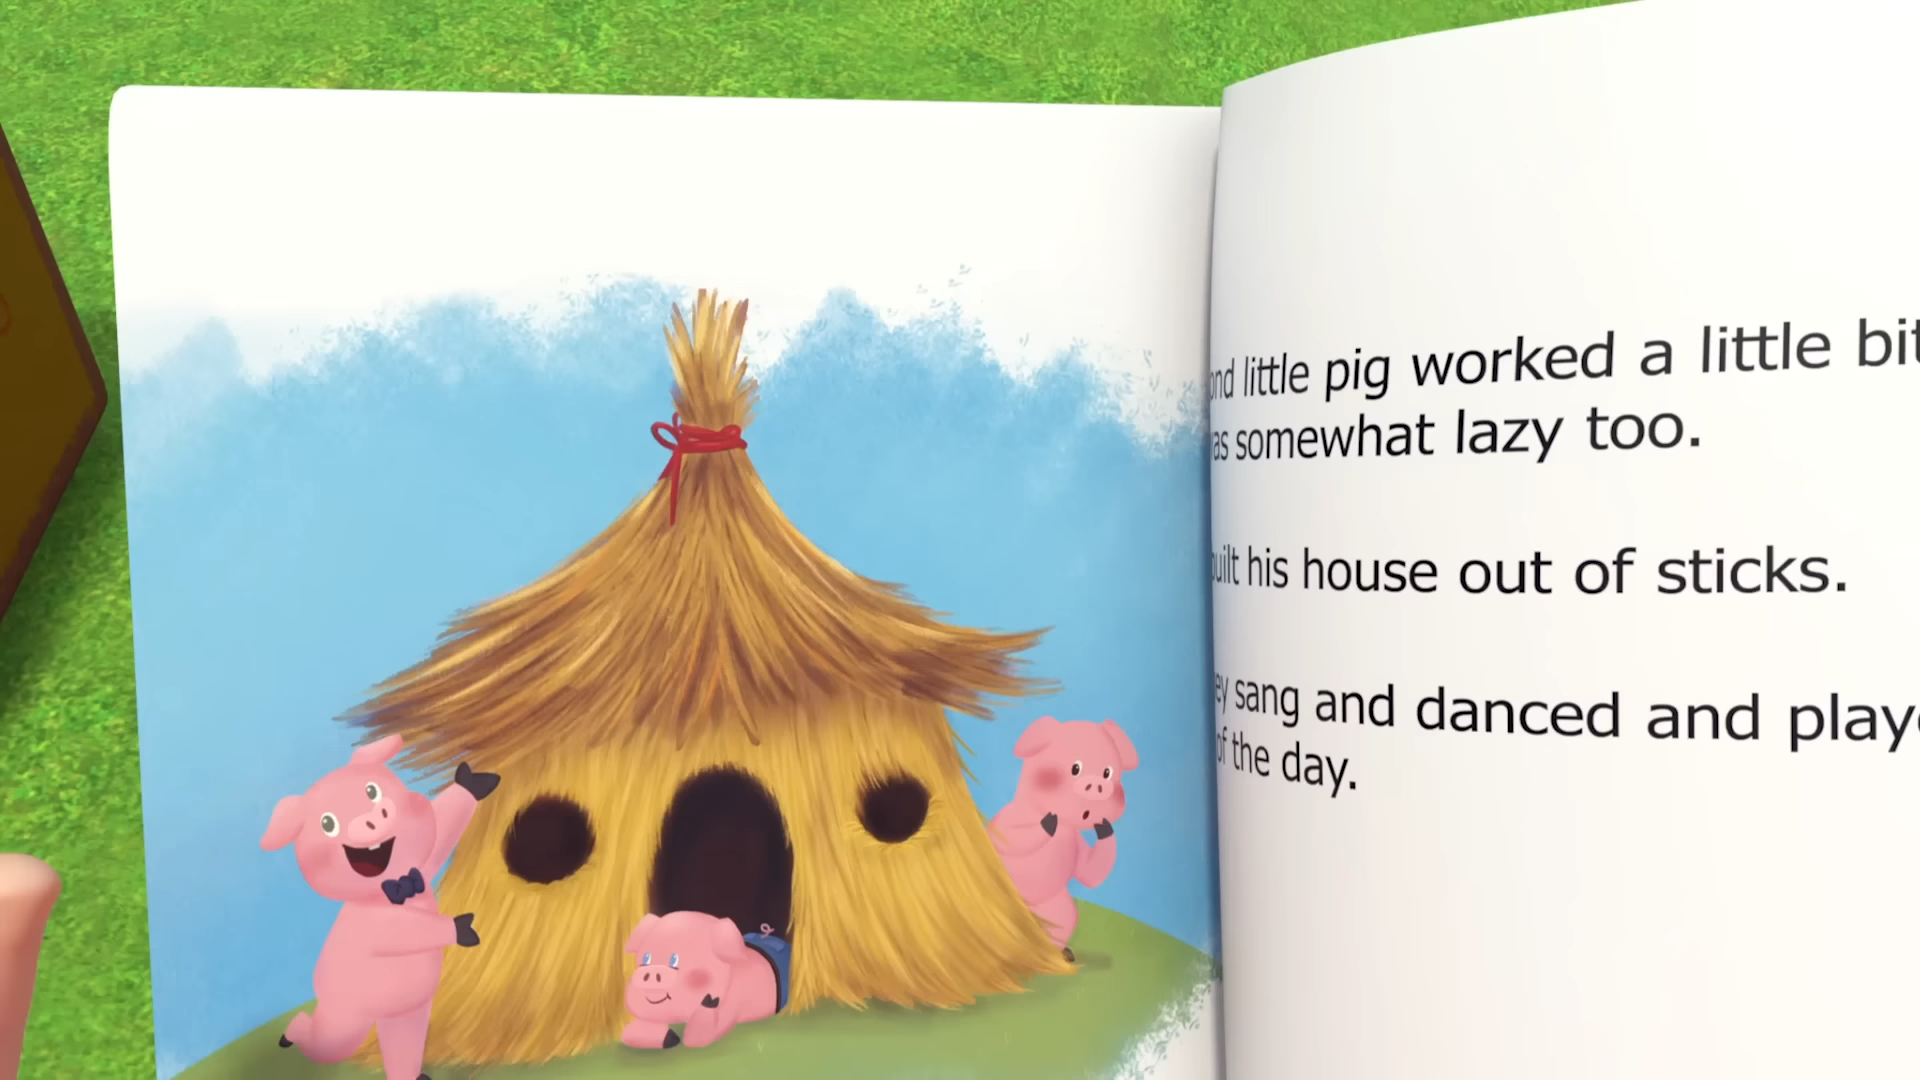 little pig worked a little bit
somewhat lazy too.
his house out of sticks.
sang and danced and
of the day.